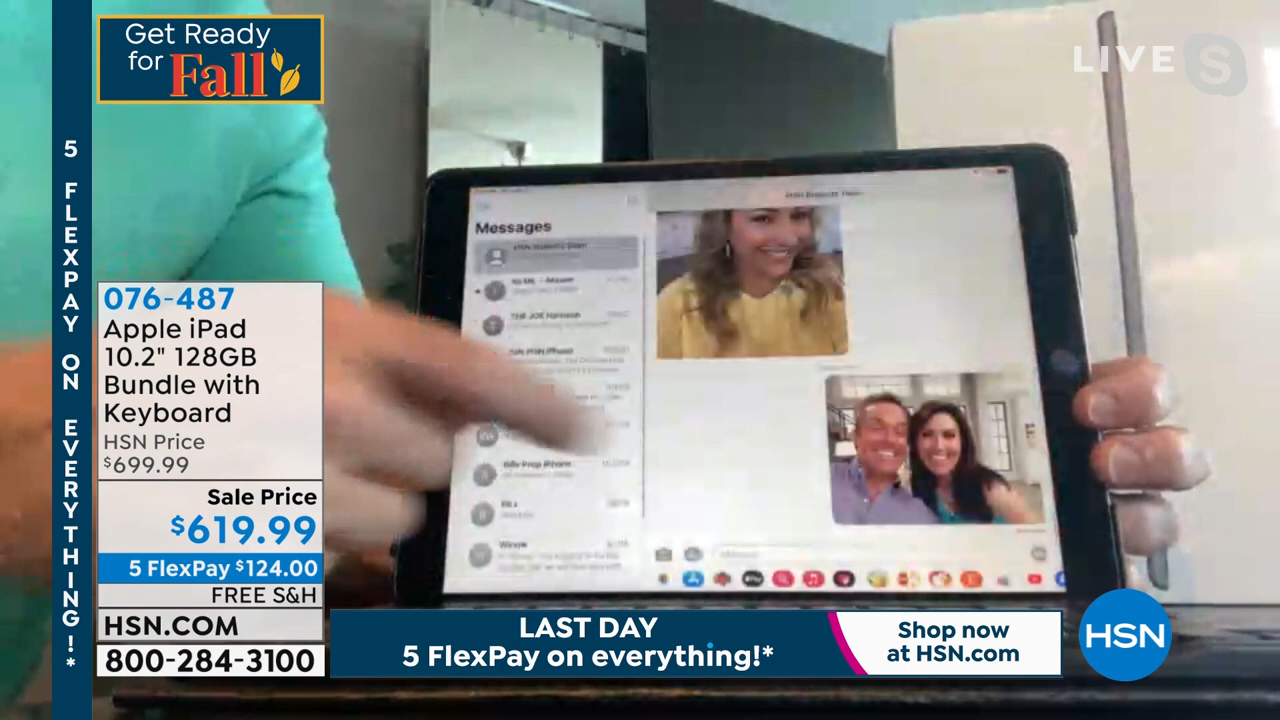 Get Ready
for Fall
LIVE S
5 FLEXPAY ON EVERYTHING!*
076-487
Apple iPad
10.2" 128GB
Bundle with
Keyboard
HSN Price
$699.99
Sale Price
$619.99
5 FlexPay $124.00
FREE S&H
HSN.COM
800-284-3100
Messages
LAST DAY
5 FlexPay on everything!*
Shop now
at HSN.com
HSN